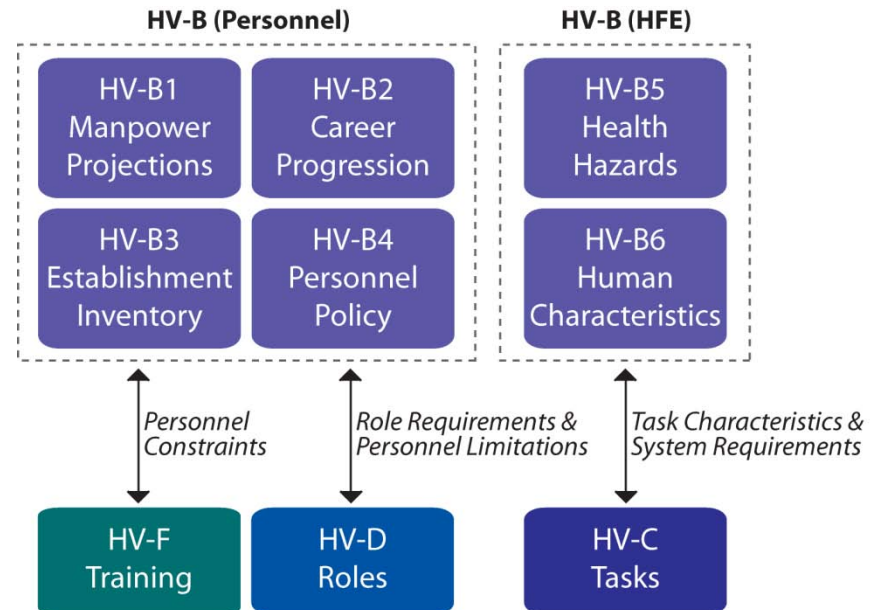 HV-B (Personnel)
HV-B1
Manpower
Projections
HV-B2
Career
Progression
HV-B3
Establishment
Inventory
HV-B4
Personnel
Policy
HV-B (HFE)
HV-B5
Health
Hazards
HV-B6
Human
Characteristics
Personnel
Constraints
Role Requirements &
Personnel Limitations
Task Characteristics &
System Requirements
HV-F
Training
HV-D
Roles
HV-C
Tasks